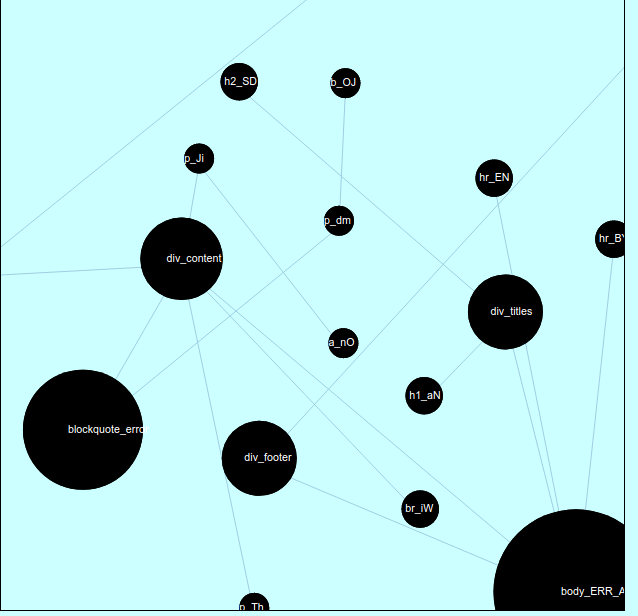 h2_SD
b_OJ
p_Ji
hr_EN
p_dm
hr_BY
div_content
div_titles
a_nO
h1_aN
blockquote_erro
div_footer
br_iW
body_ERR_A
p_Th